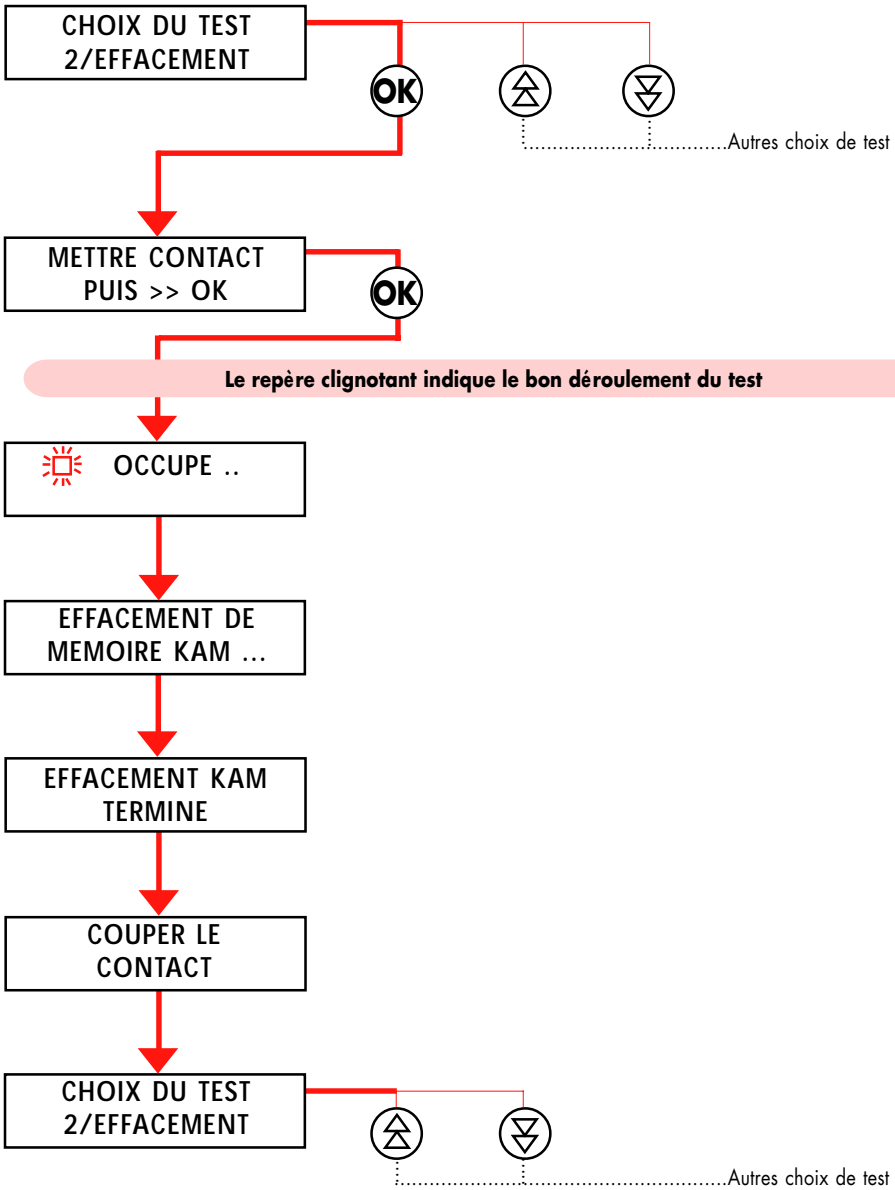 CHOIX DU TEST
2/EFFACEMENT
OK
Autres choix de test
METTRE CONTACT
PUIS >> OK
OK
Le repère clignotant indique le bon déroulement du test
OCCUPE ..
EFFACEMENT DE
MEMOIRE KAM ...
EFFACEMENT KAM
TERMINE
COUPER LE
CONTACT
CHOIX DU TEST
2/EFFACEMENT
Autres choix de test